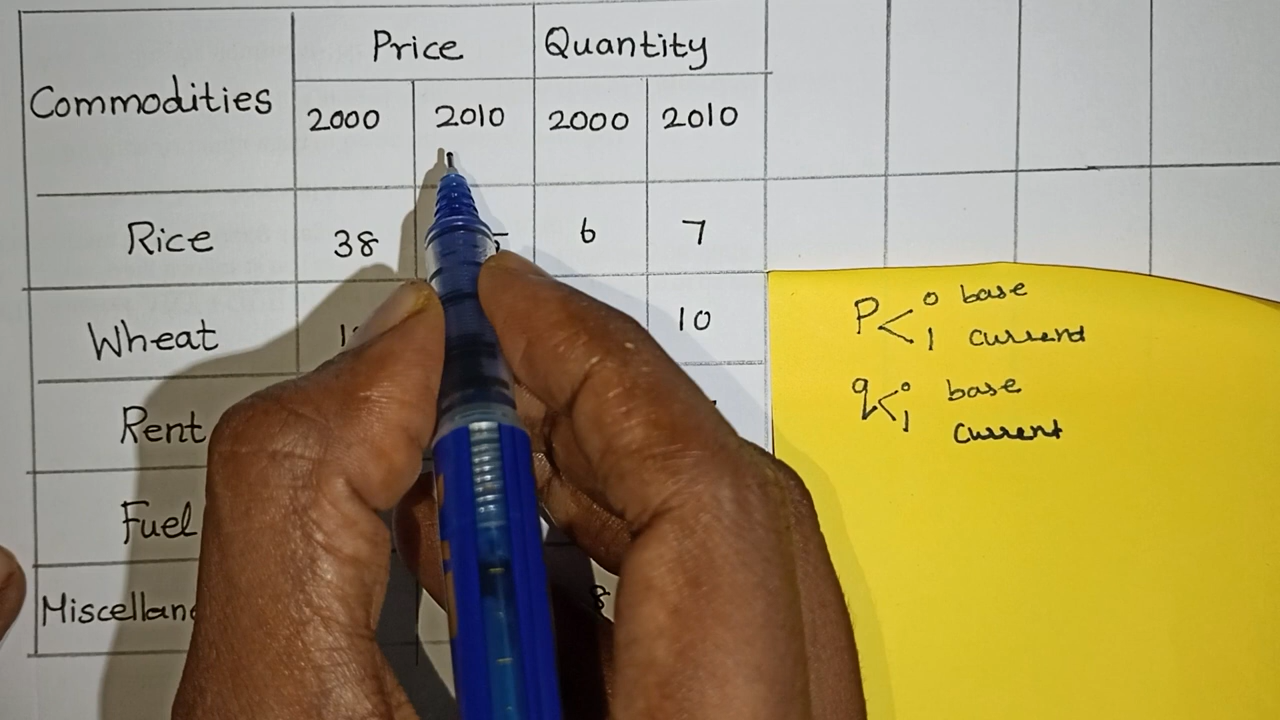 Commodities Price Quantity
2000 2010 2000 2010
Rice 38 6 7
Wheat 10
Rent
Fuel
8
P < 0 base
1 current
q < 0 base
1 current